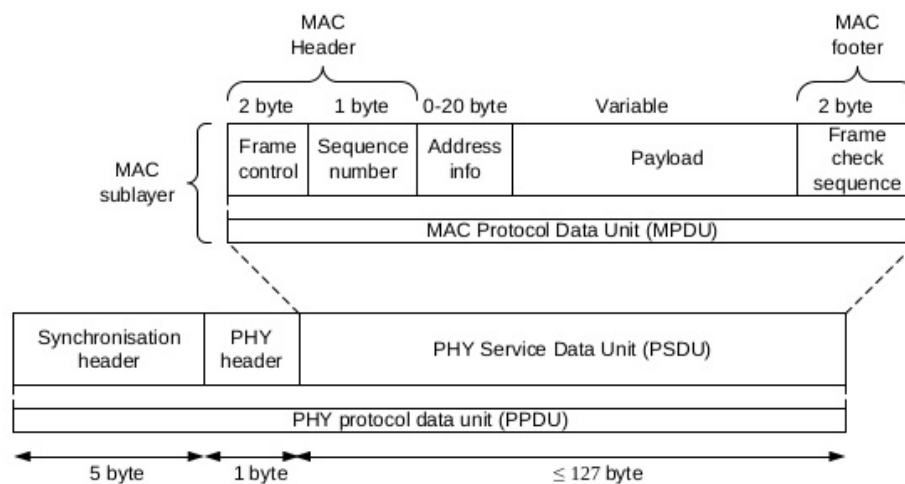 MAC
Header
MAC
footer
2 byte
1 byte
0-20 byte
Variable
2 byte
MAC
sublayer
Frame
control
Sequence
number
Address
info
Payload
Frame
check
sequence
MAC Protocol Data Unit (MPDU)
Synchronisation
header
PHY
header
PHY Service Data Unit (PSDU)
PHY protocol data unit (PPDU)
5 byte
1 byte
≤ 127 byte